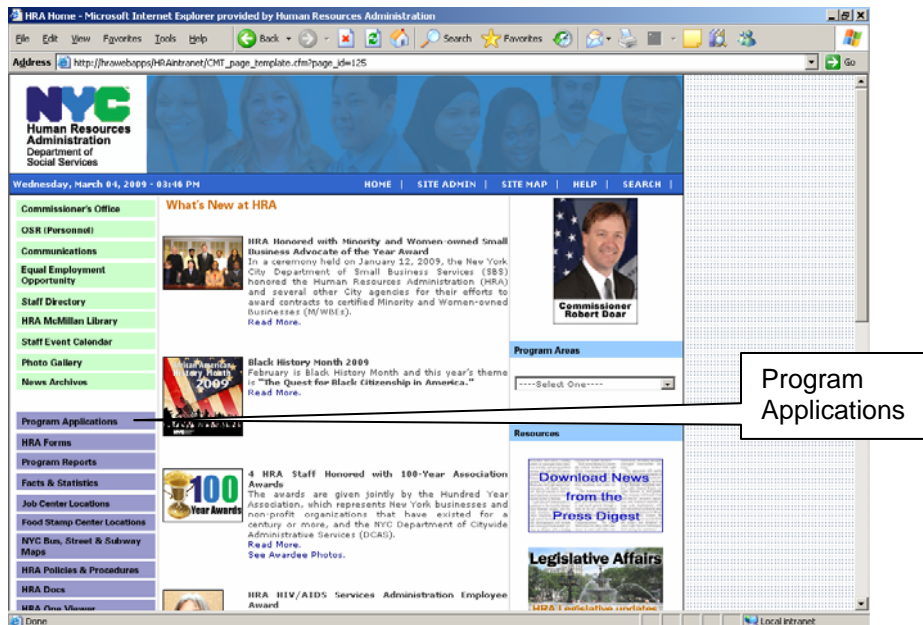 HRA Home - Microsoft Internet Explorer provided by Human Resources Administration
File Edit View Favorites Tools Help
Back Search Favorites
Address http://hrawebapps/HRAintranet/CMT_page_template.cfm?page_id=125 Go
NYC
Human Resources
Administration
Department of
Social Services
Wednesday, March 04, 2009 - 03:46 PM
HOME | SITE ADMIN | SITE MAP | HELP | SEARCH |
Commissioner's Office
OSR (Personnel)
Communications
Equal Employment
Opportunity
Staff Directory
HRA McMillan Library
Staff Event Calendar
Photo Gallery
News Archives
Program Applications
HRA Forms
Program Reports
Facts & Statistics
Job Center Locations
Food Stamp Center Locations
NYC Bus, Street & Subway
Maps
HRA Policies & Procedures
HRA Docs
HRA One Viewer
What's New at HRA
HRA Honored with Minority and Women-owned Small
Business Advocate of the Year Award
In a ceremony held on January 12, 2009, the New York
City Department of Small Business Services (SBS)
honored the Human Resources Administration (HRA)
and several other City agencies for their efforts to
award contracts to certified Minority and Women-owned
Businesses (M/WBEs).
Read More.
African American
History Month
2009
Black History Month 2009
February is Black History Month and this year's theme
is "The Quest for Black Citizenship in America."
Read More.
100
Year Awards
4 HRA Staff Honored with 100-Year Association
Awards
The awards are given jointly by the Hundred Year
Association, which represents New York businesses and
non-profit organizations that have existed for a
century or more, and the NYC Department of Citywide
Administrative Services (DCAS).
Read More.
See Awardee Photos.
HRA HIV/AIDS Services Administration Employee
Award
Commissioner
Robert Doar
Program Areas
----Select One----
Resources
Download News
from the
Press Digest
Legislative Affairs
HRA Legislative updates
Program
Applications
Done
Local intranet